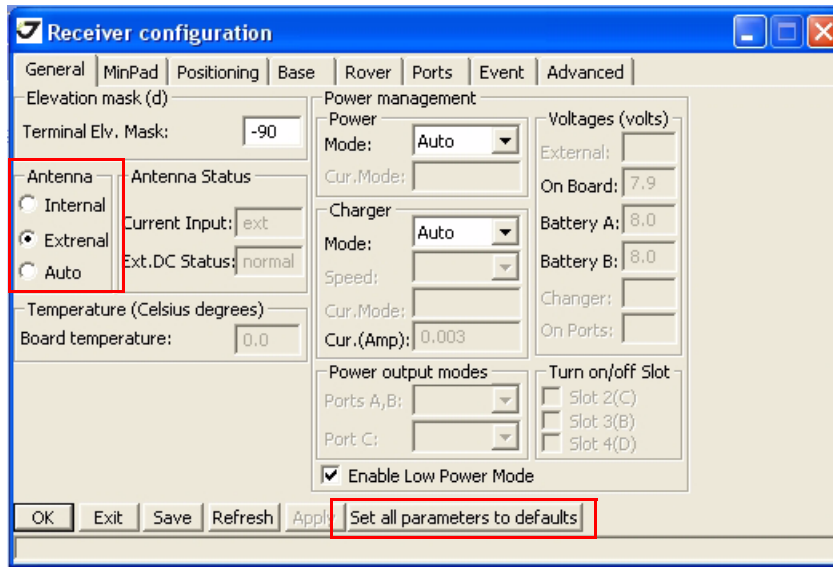 Receiver configuration
General MinPad Positioning Base Rover Ports Event Advanced
Elevation mask (d)
Terminal Elv. Mask: -90
Antenna
Internal
Extrenal
Auto
Antenna Status
Current Input: ext
Ext.DC Status: normal
Temperature (Celsius degrees)
Board temperature: 0.0
Power management
Power
Mode: Auto
Cur.Mode:
Charger
Mode: Auto
Speed:
Cur.Mode:
Cur.(Amp): 0.003
Power output modes
Ports A,B:
Port C:
Voltages (volts)
External:
On Board: 7.9
Battery A: 8.0
Battery B: 8.0
Changer:
On Ports:
Turn on/off Slot
Slot 2(C)
Slot 3(B)
Slot 4(D)
Enable Low Power Mode
OK Exit Save Refresh Apply Set all parameters to defaults